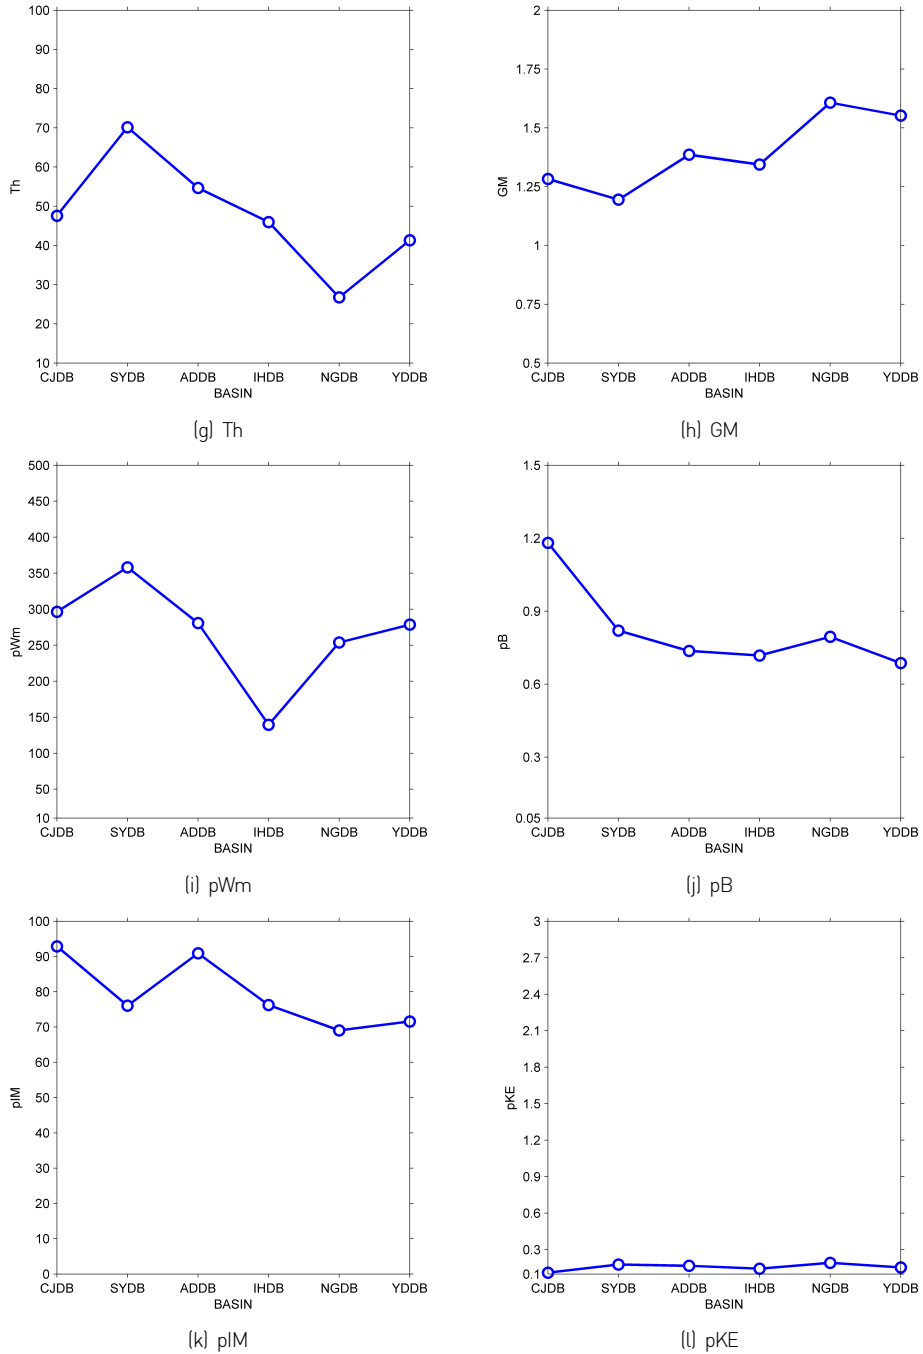 100
90
80
70
60
50
40
30
20
10
Th
CJDB SYDB ADDB IHDB NGDB YDDB
BASIN
(g) Th
2
1.75
1.5
1.25
1
0.75
0.5
GM
CJDB SYDB ADDB IHDB NGDB YDDB
BASIN
(h) GM
500
450
400
350
300
250
200
150
100
50
10
pWm
CJDB SYDB ADDB IHDB NGDB YDDB
BASIN
(i) pWm
1.5
1.2
0.9
0.6
0.3
0.05
pB
CJDB SYDB ADDB IHDB NGDB YDDB
BASIN
(j) pB
100
90
80
70
60
50
40
30
20
10
0
pIM
CJDB SYDB ADDB IHDB NGDB YDDB
BASIN
(k) pIM
3
2.7
2.4
2.1
1.8
1.5
1.2
0.9
0.6
0.3
0.1
pKE
CJDB SYDB ADDB IHDB NGDB YDDB
BASIN
(l) pKE